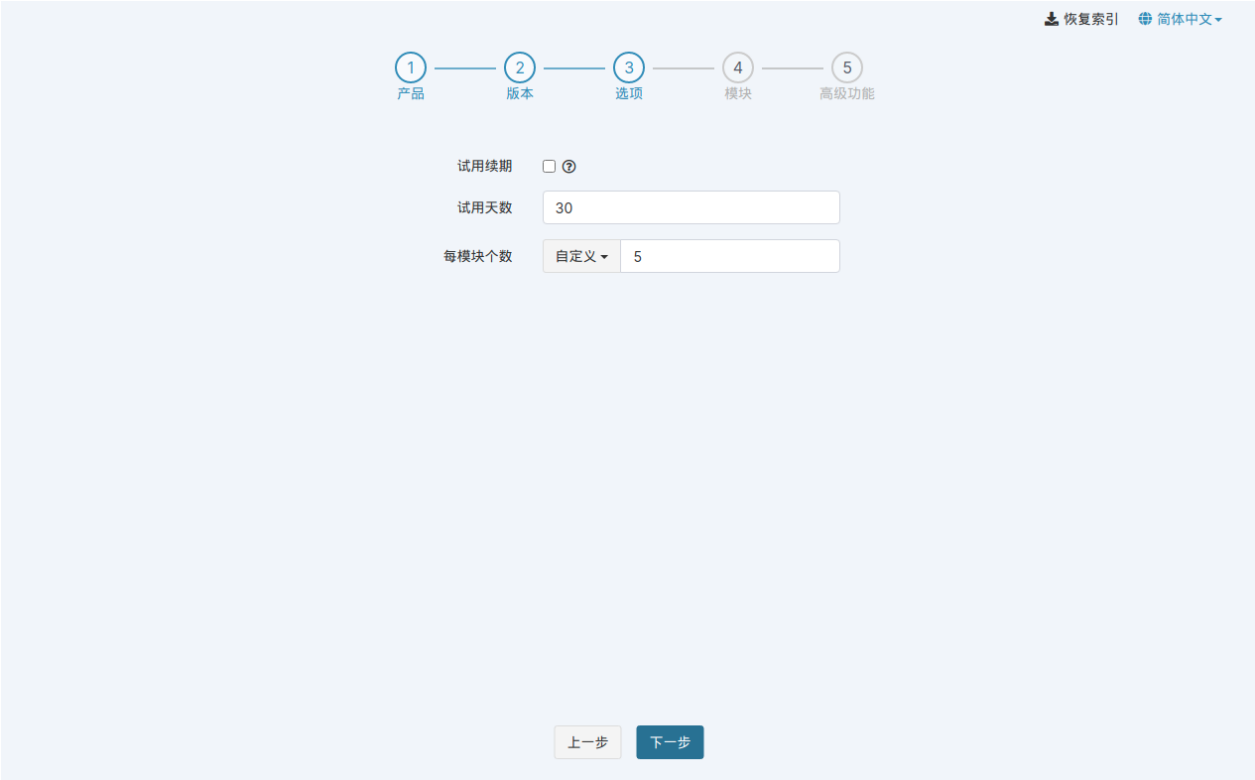 恢复索引 简体中文
1 2 3 4 5
产品 版本 选项 模块 高级功能
试用续期
试用天数 30
每模块个数 自定义 5
上一步 下一步